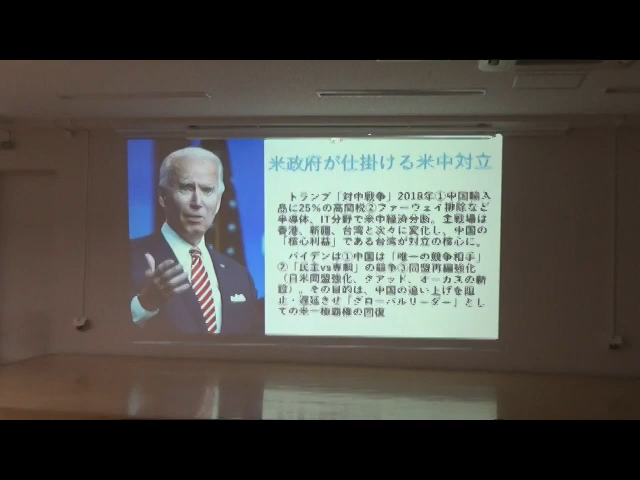 米政府が仕掛ける米中対立
トランプ「対中戦争」2018年①中国輸入
品に25%の高関税②ファーウェイ排除など
半導体、IT分野で米中経済分断。主戦場は
香港、新疆、台湾と次々に変化し、中国の
「核心利益」である台湾が対立の核心に。
バイデンは①中国は「唯一の競争相手」
②「民主vs専制」の競争③同盟再編強化
(日米同盟強化、クアッド、オーカスの新
設)。その目的は、中国の追い上げを阻
止・遅延させ「グローバルリーダー」とし
ての米一極覇権の回復